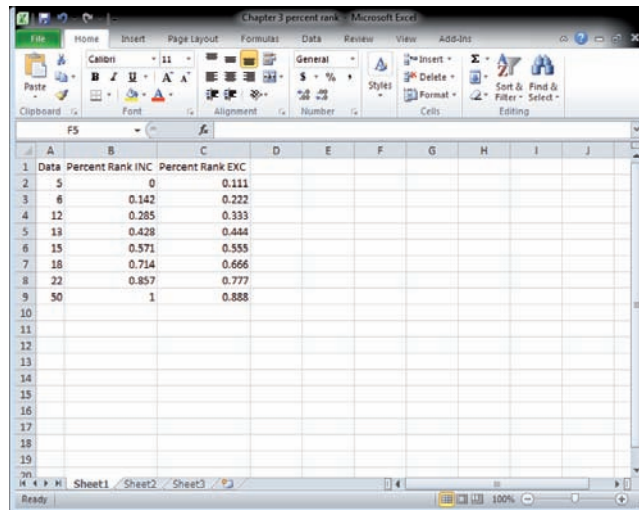 Chapter 3 percent rank - Microsoft Excel
File Home Insert Page Layout Formulas Data Review View Add-Ins
Calibri 11 General Insert Σ
Paste B I U A A $ % , Styles Delete Sort & Find &
Format Filter Select
Clipboard Font Alignment Number Cells Editing
F5 fx
A B C D E F G H I J
1 Data Percent Rank INC Percent Rank EXC
2 5 0 0.111
3 6 0.142 0.222
4 12 0.285 0.333
5 13 0.428 0.444
6 15 0.571 0.555
7 18 0.714 0.666
8 22 0.857 0.777
9 50 1 0.888
10
11
12
13
14
15
16
17
18
19
20
Sheet1 Sheet2 Sheet3
Ready 100%